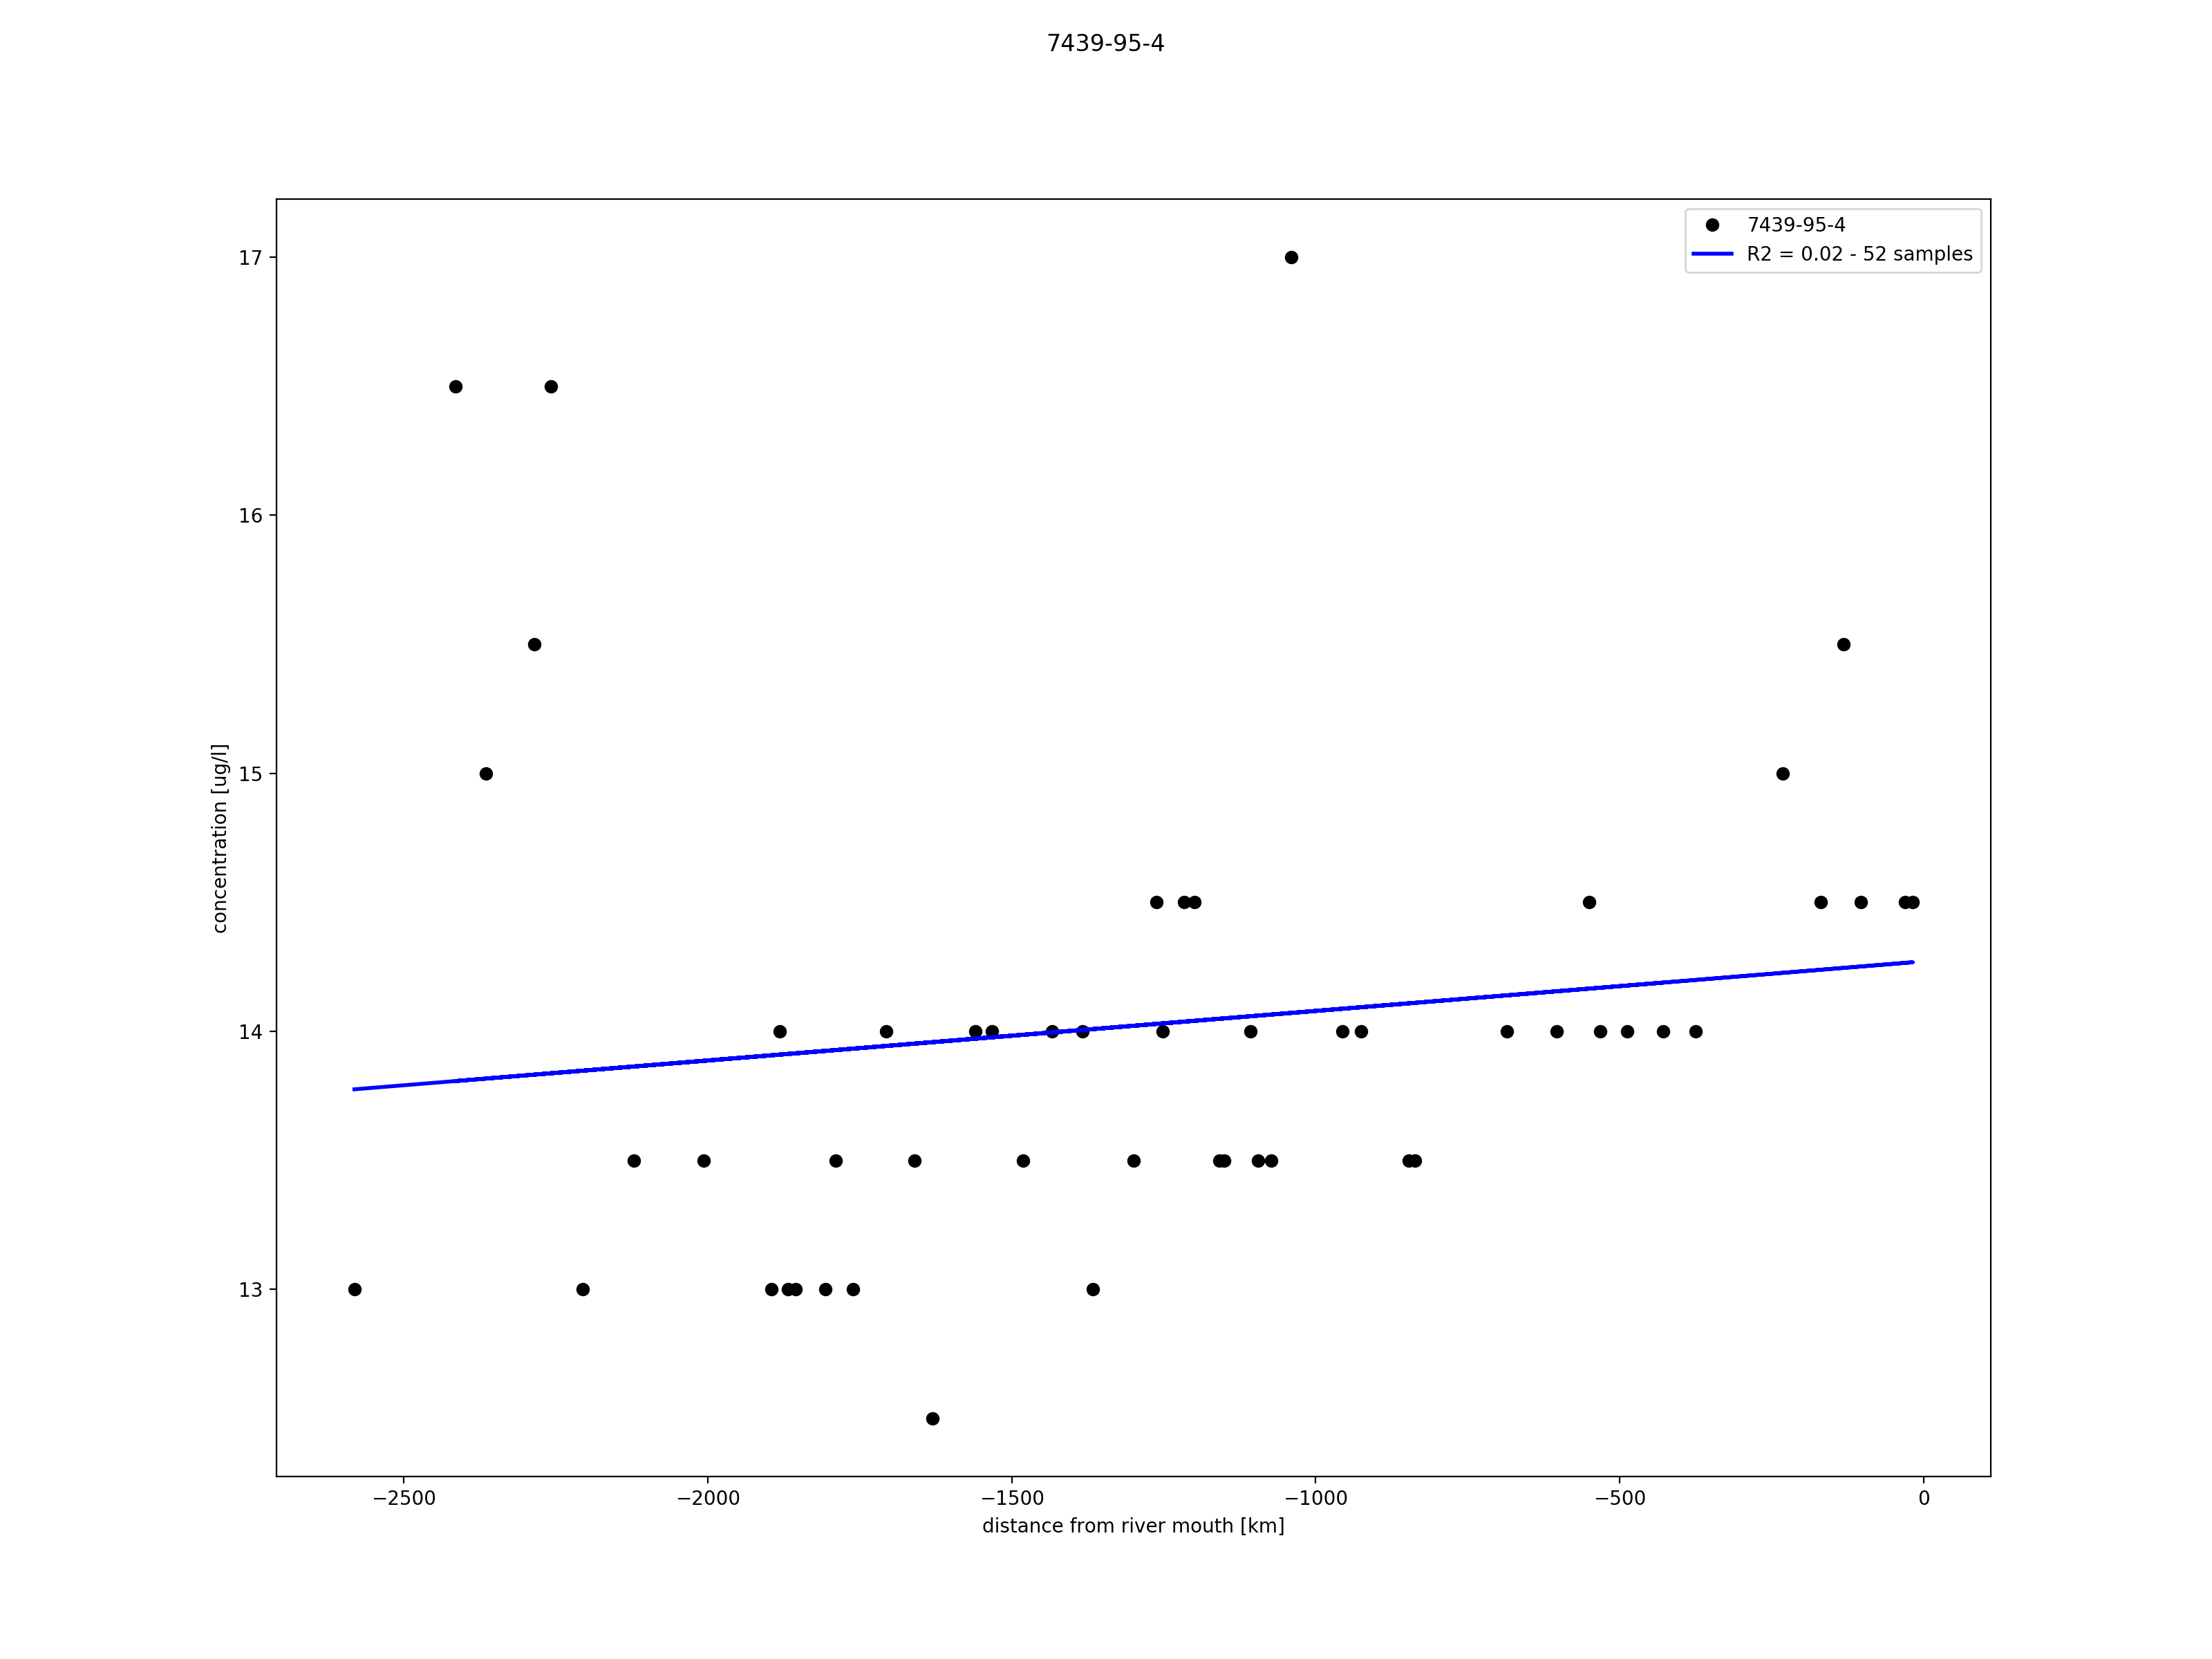 7439-95-4
7439-95-4
R2 = 0.02 - 52 samples
17
16
15
14
13
concentration [ug/l]
−2500 −2000 −1500 −1000 −500 0
distance from river mouth [km]